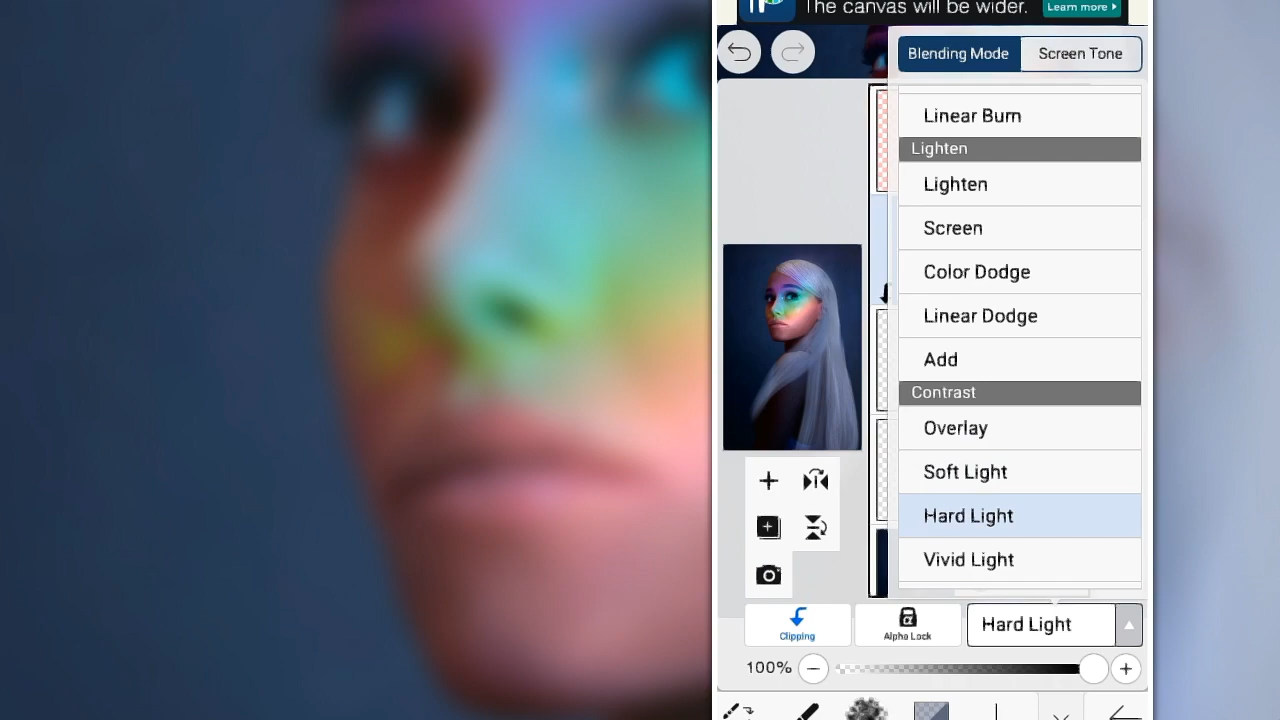 The canvas will be wider.
Learn more
Blending Mode
Screen Tone
Linear Burn
Lighten
Lighten
Screen
Color Dodge
Linear Dodge
Add
Contrast
Overlay
Soft Light
Hard Light
Vivid Light
Clipping
Alpha Lock
Hard Light
100%